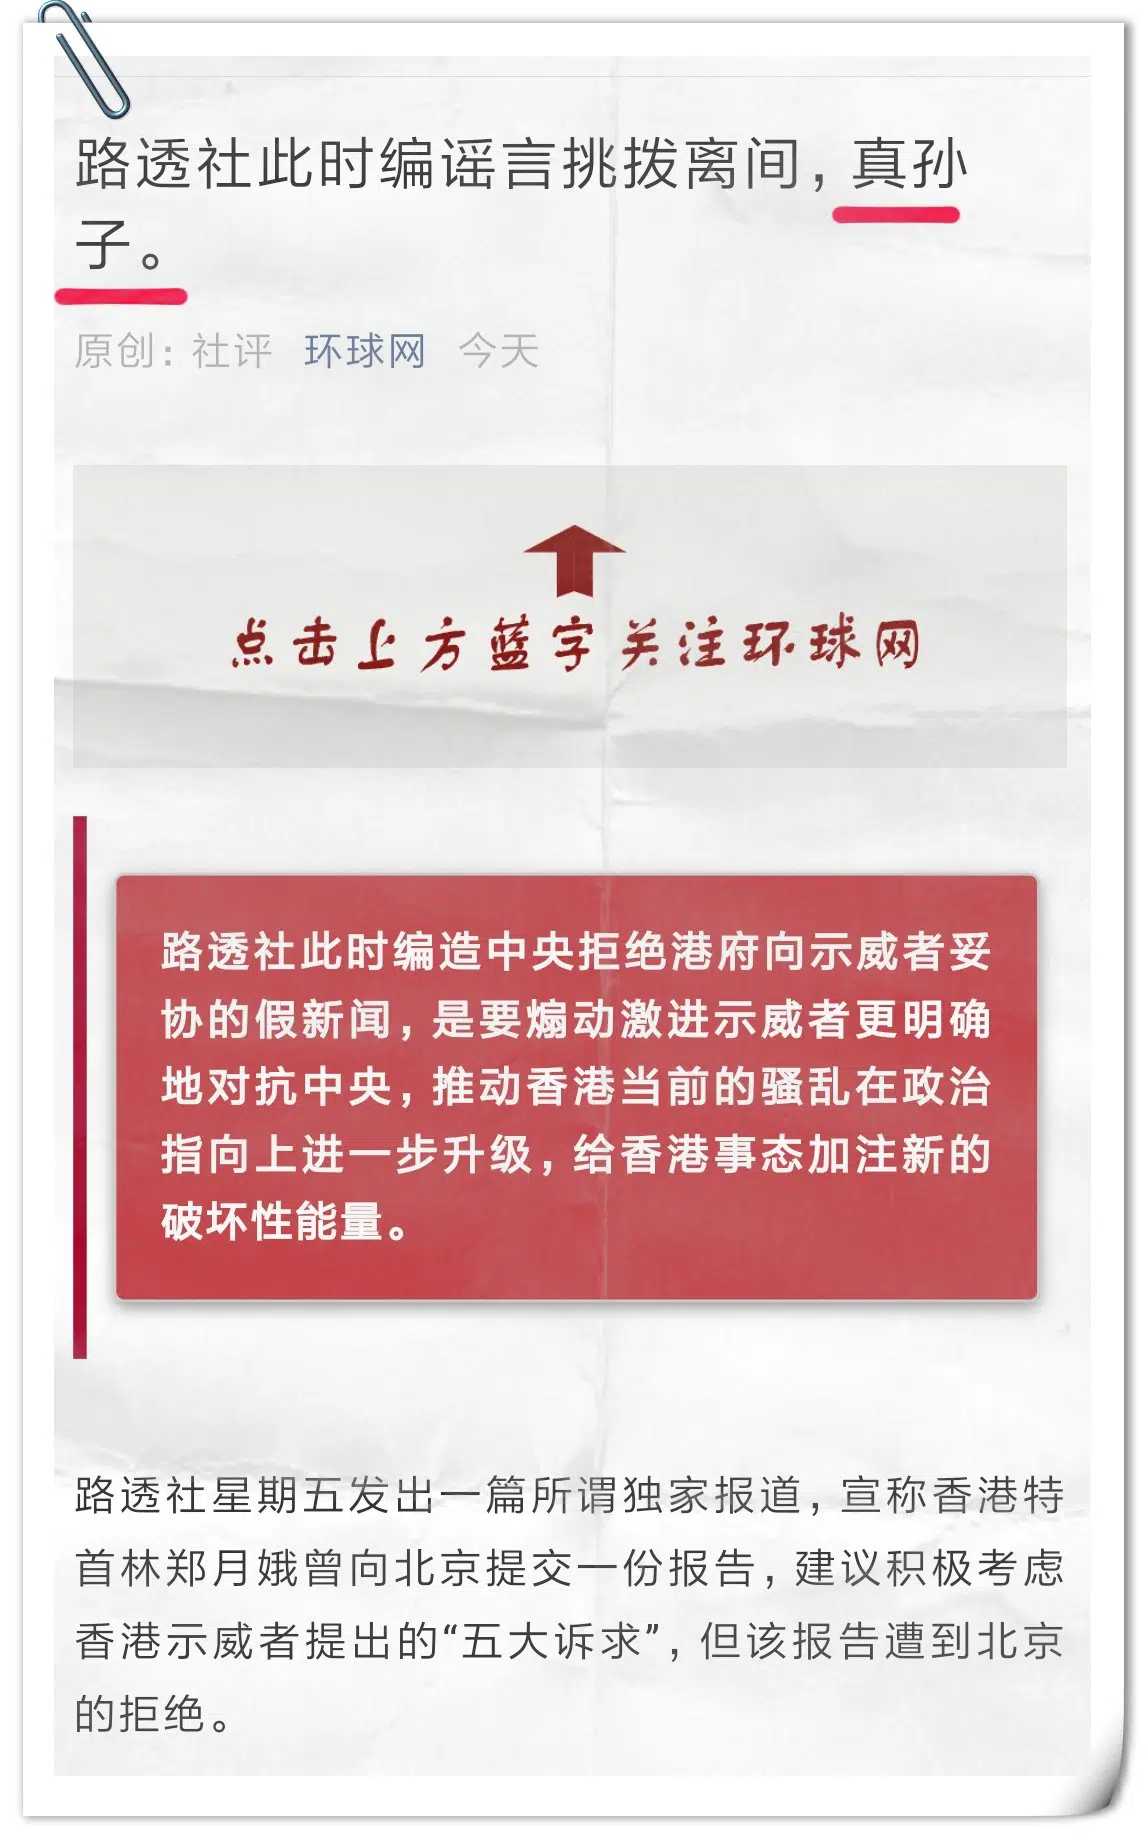 路透社此时编谣言挑拨离间，真孙
子。
原创：社评 环球网 今天
点击上方蓝字关注环球网
路透社此时编造中央拒绝港府向示威者妥
协的假新闻，是要煽动激进示威者更明确
地对抗中央，推动香港当前的骚乱在政治
指向上进一步升级，给香港事态加注新的
破坏性能量。
路透社星期五发出一篇所谓独家报道，宣称香港特
首林郑月娥曾向北京提交一份报告，建议积极考虑
香港示威者提出的“五大诉求”，但该报告遭到北京
的拒绝。